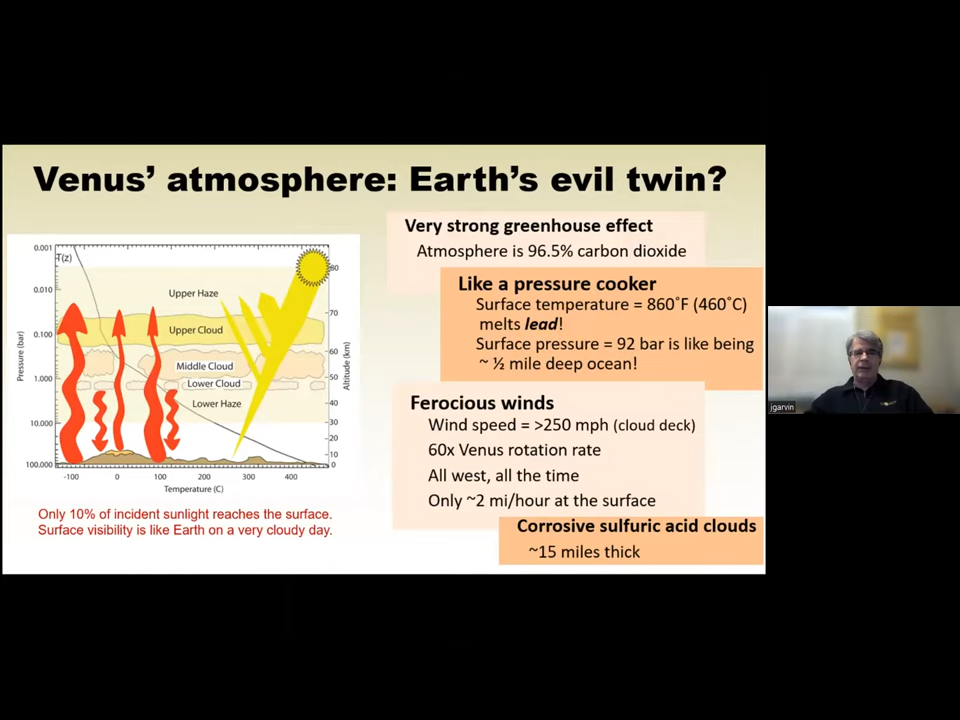 Venus’ atmosphere: Earth’s evil twin?
Very strong greenhouse effect
Atmosphere is 96.5% carbon dioxide
Like a pressure cooker
Surface temperature = 860˚F (460˚C)
melts lead!
Surface pressure = 92 bar is like being
~ ½ mile deep ocean!
Ferocious winds
Wind speed = >250 mph (cloud deck)
60x Venus rotation rate
All west, all the time
Only ~2 mi/hour at the surface
Corrosive sulfuric acid clouds
~15 miles thick
T(z)
Upper Haze
Upper Cloud
Middle Cloud
Lower Cloud
Lower Haze
Pressure (bar)
0.001
0.010
0.100
1.000
10.000
100.000
Altitude (km)
80
70
60
50
40
30
20
10
0
-100 0 100 200 300 400
Temperature (C)
Only 10% of incident sunlight reaches the surface.
Surface visibility is like Earth on a very cloudy day.
jgarvin